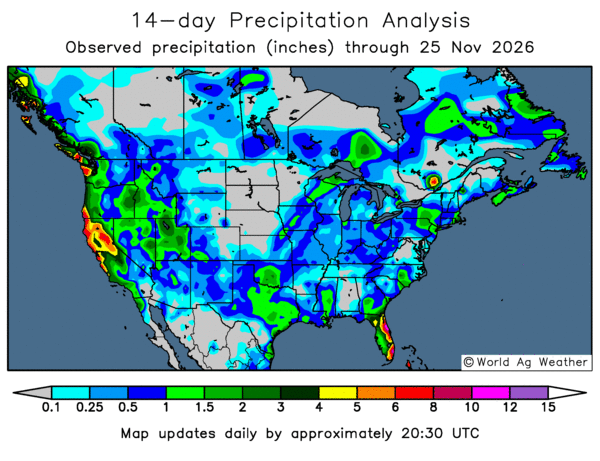 14-day Precipitation Analysis
Observed precipitation (inches) through 25 Nov 2026
© World Ag Weather
0.1 0.25 0.5 1 1.5 2 3 4 5 6 8 10 12 15
Map updates daily by approximately 20:30 UTC